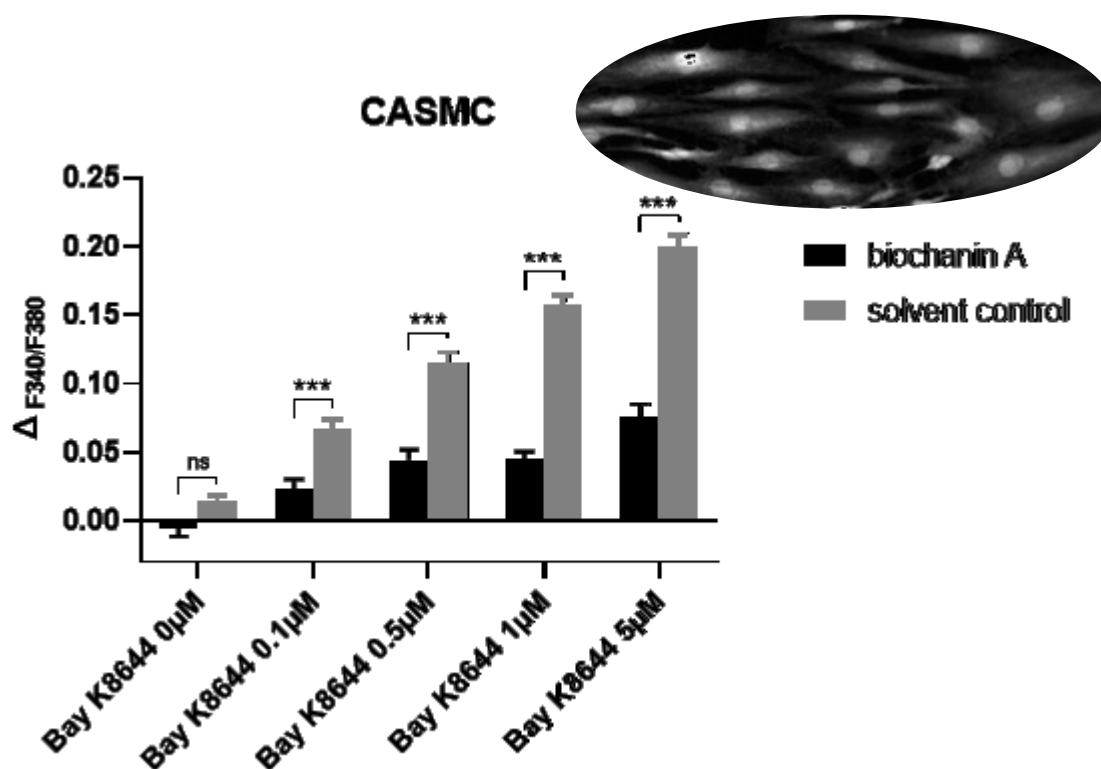 CASMC
0.25
0.20
0.15
0.10
0.05
0.00
Δ F340/F380
ns
***
***
***
***
biochanin A
solvent control
Bay K8644 0µM
Bay K8644 0.1µM
Bay K8644 0.5µM
Bay K8644 1µM
Bay K8644 5µM